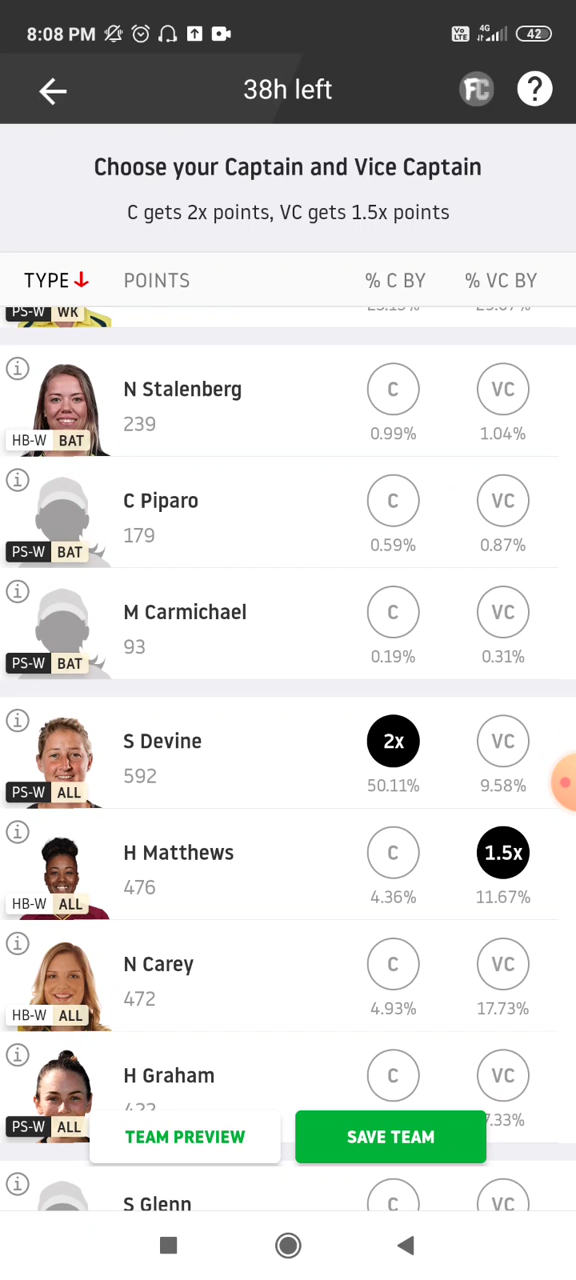 8:08 PM
Vo LTE 4G 42
38h left
FC ?
Choose your Captain and Vice Captain
C gets 2x points, VC gets 1.5x points
TYPE POINTS % C BY % VC BY
PS-W WK
N Stalenberg C VC
239
HB-W BAT 0.99% 1.04%
C Piparo C VC
179
PS-W BAT 0.59% 0.87%
M Carmichael C VC
93
PS-W BAT 0.19% 0.31%
S Devine 2x VC
592
PS-W ALL 50.11% 9.58%
H Matthews C 1.5x
476
HB-W ALL 4.36% 11.67%
N Carey C VC
472
HB-W ALL 4.93% 17.73%
H Graham C VC
PS-W ALL
TEAM PREVIEW SAVE TEAM
S Glenn C VC